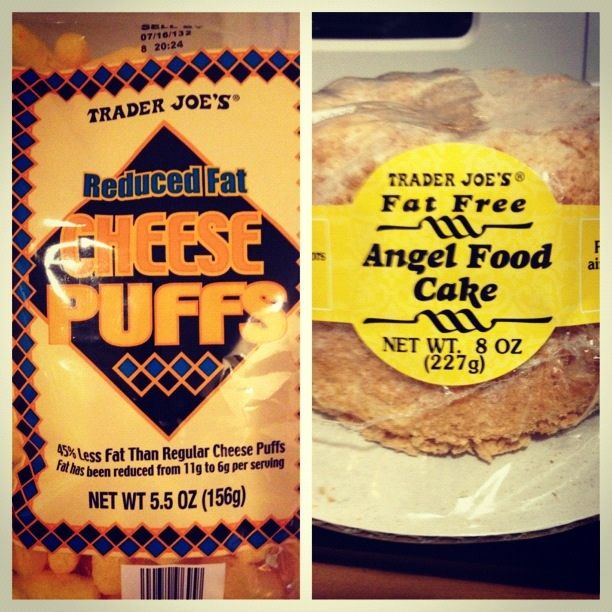 07/16/132
8 20:24
TRADER JOE'S®
Reduced Fat
CHEESE
PUFFS
45% Less Fat Than Regular Cheese Puffs
Fat has been reduced from 11g to 6g per serving
NET WT 5.5 OZ (156g)
TRADER JOE'S®
Fat Free
Angel Food
Cake
NET WT. 8 OZ
(227g)